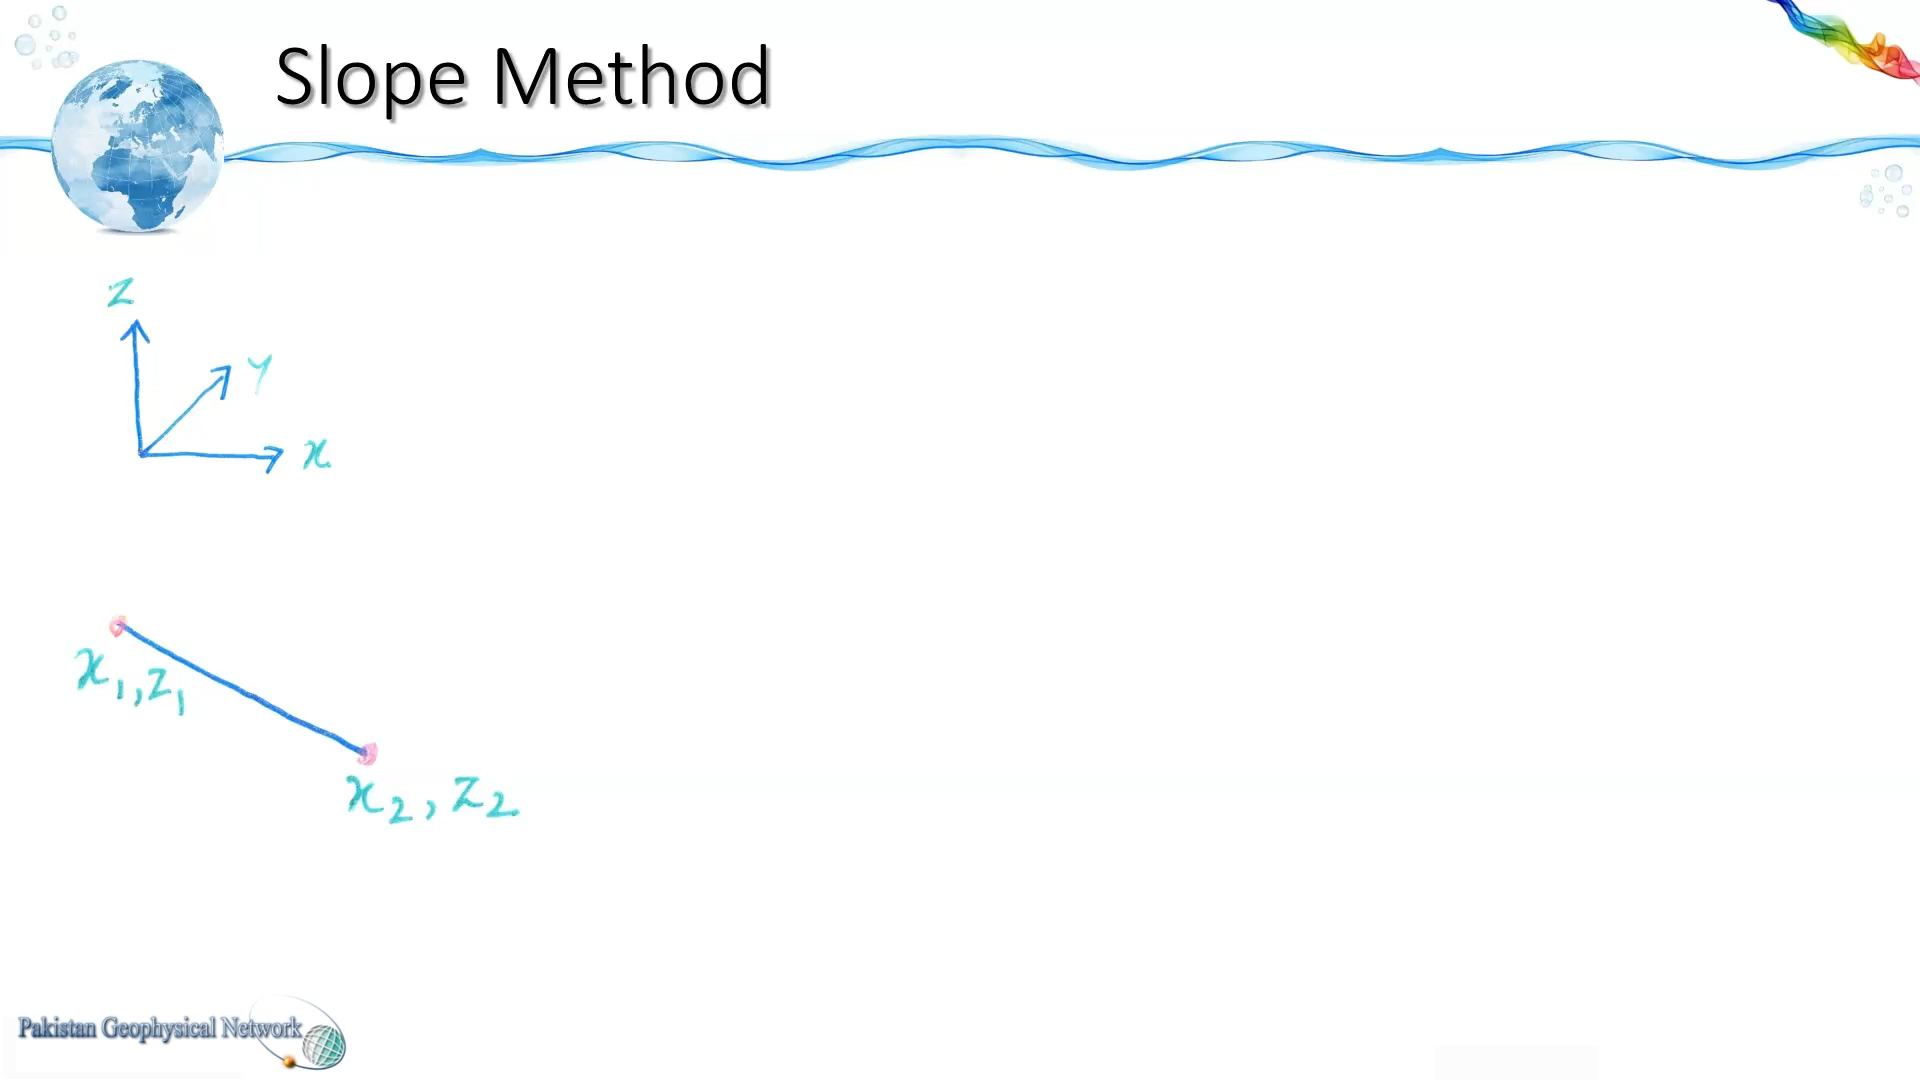 Slope Method
z
y
x
x1,z1
x2,z2
Pakistan Geophysical Network